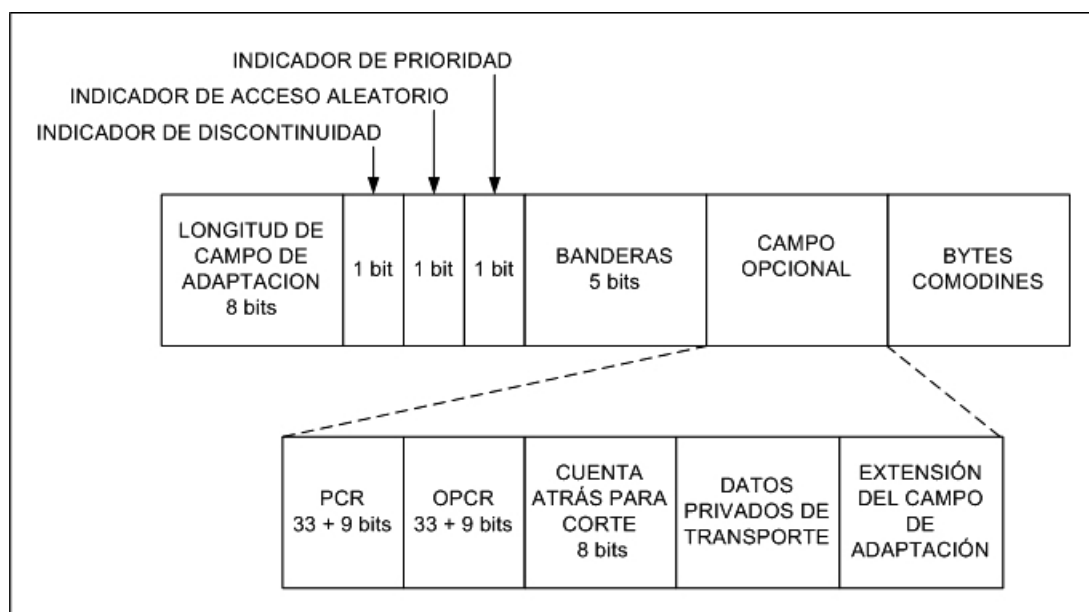 INDICADOR DE PRIORIDAD
INDICADOR DE ACCESO ALEATORIO
INDICADOR DE DISCONTINUIDAD
LONGITUD DE
CAMPO DE
ADAPTACION
8 bits
1 bit
1 bit
1 bit
BANDERAS
5 bits
CAMPO
OPCIONAL
BYTES
COMODINES
PCR
33 + 9 bits
OPCR
33 + 9 bits
CUENTA
ATRÁS PARA
CORTE
8 bits
DATOS
PRIVADOS DE
TRANSPORTE
EXTENSIÓN
DEL CAMPO
DE
ADAPTACIÓN